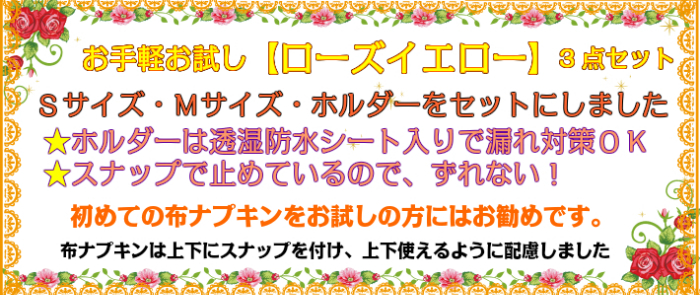 お手軽お試し【ローズイエロー】３点セット
Ｓサイズ・Ｍサイズ・ホルダーをセットにしました
★ホルダーは透湿防水シート入りで漏れ対策ＯＫ
★スナップで止めているので、ずれない！
初めての布ナプキンをお試しの方にはお勧めです。
布ナプキンは上下にスナップを付け、上下使えるように配慮しました